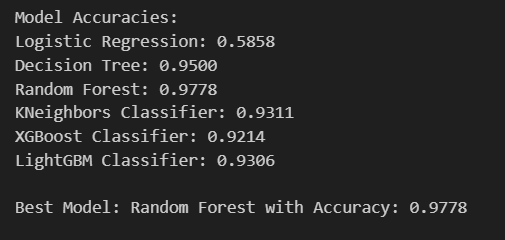 Model Accuracies:
Logistic Regression: 0.5858
Decision Tree: 0.9500
Random Forest: 0.9778
KNeighbors Classifier: 0.9311
XGBoost Classifier: 0.9214
LightGBM Classifier: 0.9306
Best Model: Random Forest with Accuracy: 0.9778